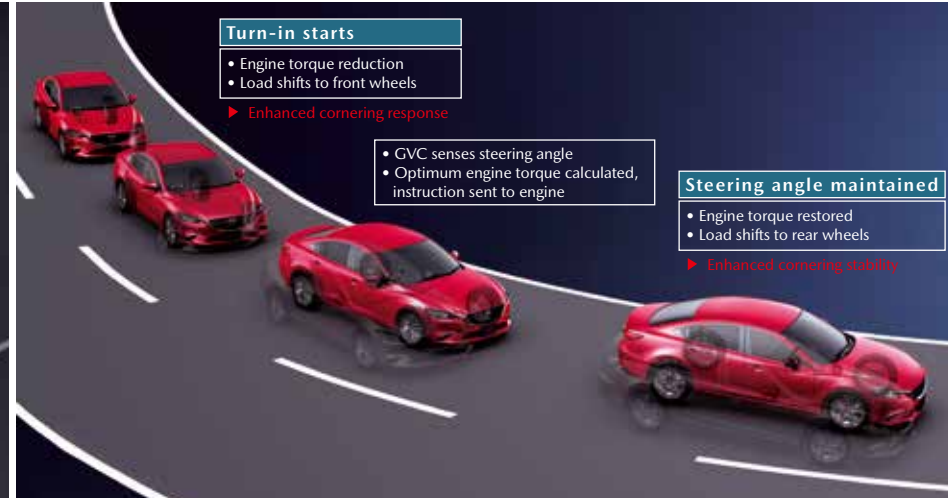 Turn-in starts
• Engine torque reduction
• Load shifts to front wheels
▶ Enhanced cornering response
• GVC senses steering angle
• Optimum engine torque calculated,
instruction sent to engine
Steering angle maintained
• Engine torque restored
• Load shifts to rear wheels
▶ Enhanced cornering stability